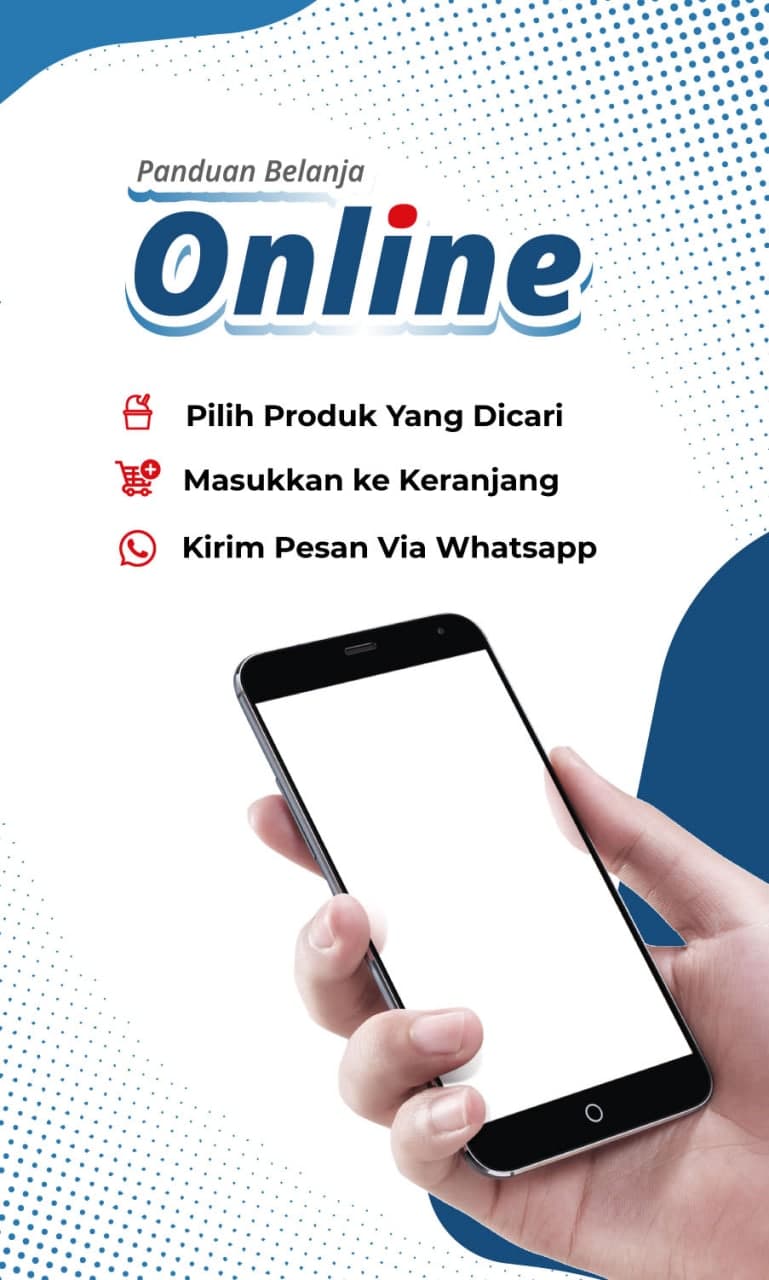 Panduan Belanja
Online
Pilih Produk Yang Dicari
Masukkan ke Keranjang
Kirim Pesan Via Whatsapp